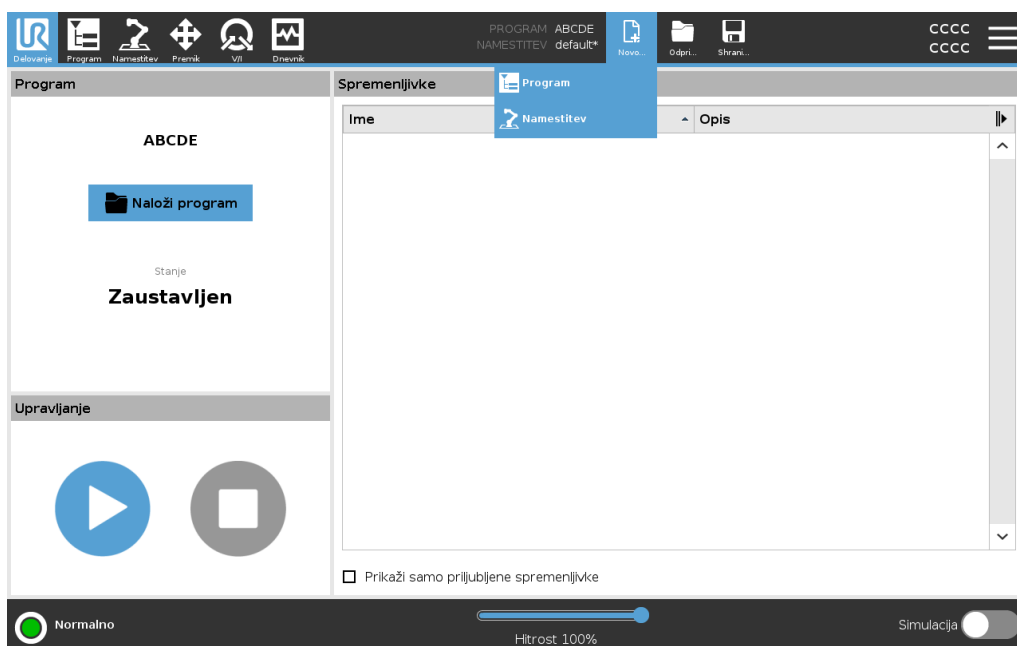 UR
Delovanje
Program
Namestitev
Premik
V/I
Dnevnik
PROGRAM ABCDE
NAMESTITEV default*
Novo...
Odpri...
Shrani...
CCCC
CCCC
Program
Namestitev
Program
ABCDE
Naloži program
Stanje
Zaustavljen
Upravljanje
Spremenljivke
Ime
Opis
Prikaži samo priljubljene spremenljivke
Normalno
Hitrost 100%
Simulacija